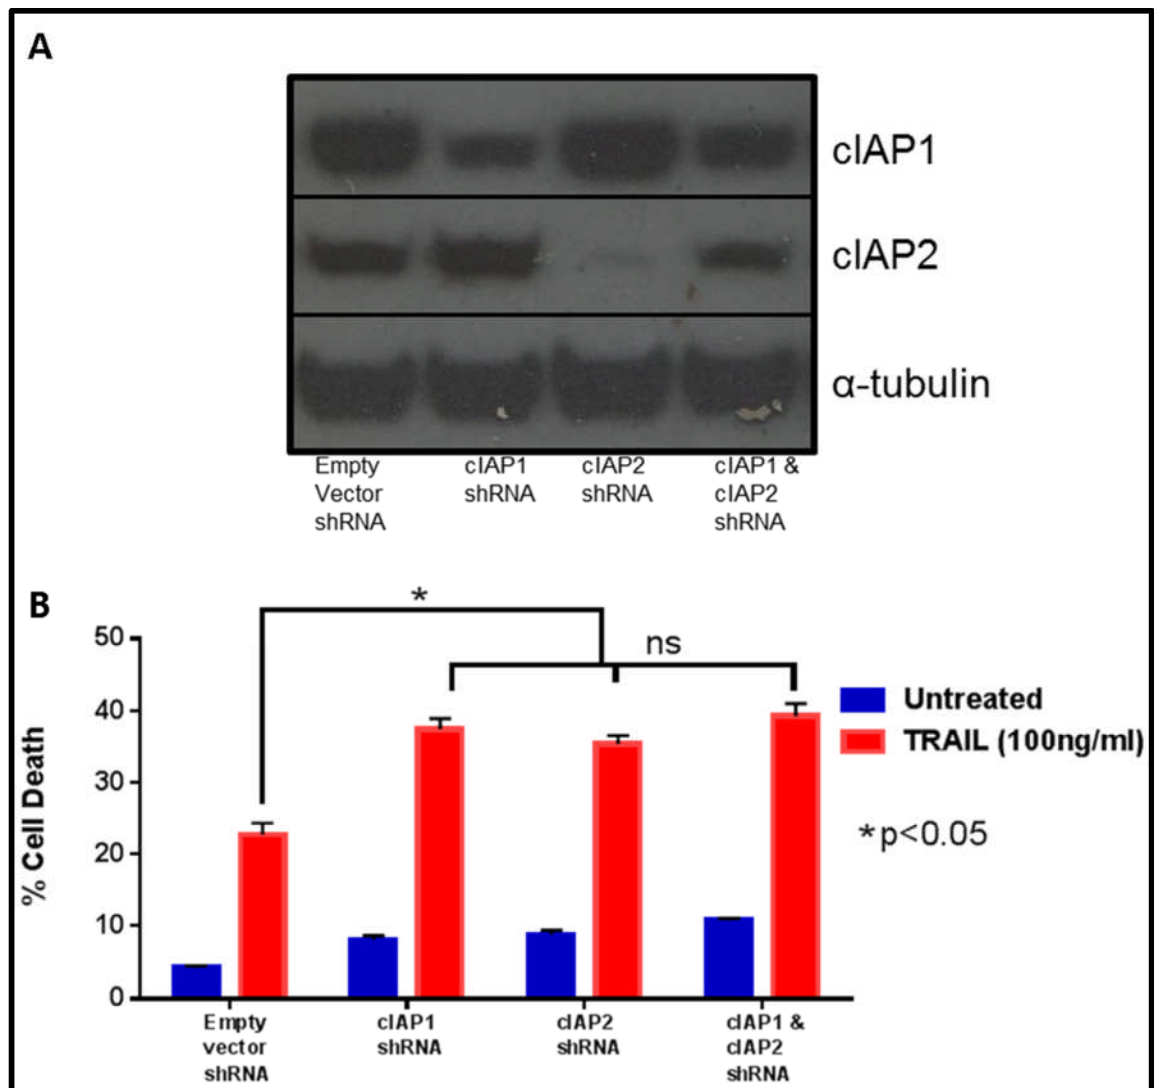 A
cIAP1
cIAP2
α-tubulin
Empty
Vector
shRNA
cIAP1
shRNA
cIAP2
shRNA
cIAP1 &
cIAP2
shRNA
B
*
ns
50
40
30
20
10
0
% Cell Death
Untreated
TRAIL (100ng/ml)
*p<0.05
Empty
vector
shRNA
cIAP1
shRNA
cIAP2
shRNA
cIAP1 &
cIAP2
shRNA